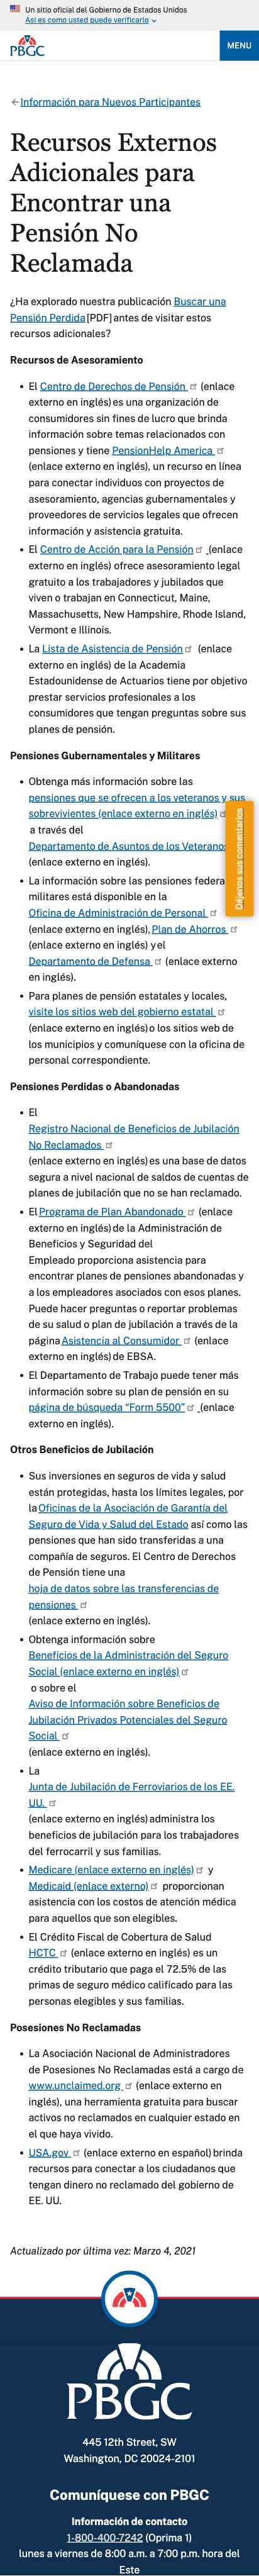 Un sitio oficial del Gobierno de Estados Unidos
Así es como usted puede verificarlo
PBGC
MENU
Información para Nuevos Participantes
Recursos Externos
Adicionales para
Encontrar una
Pensión No
Reclamada
¿Ha explorado nuestra publicación Buscar una
Pensión Perdida [PDF] antes de visitar estos
recursos adicionales?
Recursos de Asesoramiento
• El Centro de Derechos de Pensión (enlace
externo en inglés) es una organización de
consumidores sin fines de lucro que brinda
información sobre temas relacionados con
pensiones y tiene PensionHelp America
(enlace externo en inglés), un recurso en línea
para conectar individuos con proyectos de
asesoramiento, agencias gubernamentales y
proveedores de servicios legales que ofrecen
información y asistencia gratuita.
• El Centro de Acción para la Pensión (enlace
externo en inglés) ofrece asesoramiento legal
gratuito a los trabajadores y jubilados que
viven o trabajan en Connecticut, Maine,
Massachusetts, New Hampshire, Rhode Island,
Vermont e Illinois.
• La Lista de Asistencia de Pensión (enlace
externo en inglés) de la Academia
Estadounidense de Actuarios tiene por objetivo
prestar servicios profesionales a los
consumidores que tengan preguntas sobre sus
planes de pensión.
Pensiones Gubernamentales y Militares
• Obtenga más información sobre las
pensiones que se ofrecen a los veteranos y sus
sobrevivientes (enlace externo en inglés)
a través del
Departamento de Asuntos de los Veteranos
(enlace externo en inglés).
Déjenos sus comentarios
• La información sobre las pensiones federa
militares está disponible en la
Oficina de Administración de Personal
(enlace externo en inglés), Plan de Ahorros
(enlace externo en inglés) y el
Departamento de Defensa (enlace externo
en inglés).
• Para planes de pensión estatales y locales,
visite los sitios web del gobierno estatal
(enlace externo en inglés) o los sitios web de
los municipios y comuníquese con la oficina de
personal correspondiente.
Pensiones Perdidas o Abandonadas
• El
Registro Nacional de Beneficios de Jubilación
No Reclamados
(enlace externo en inglés) es una base de datos
segura a nivel nacional de saldos de cuentas de
planes de jubilación que no se han reclamado.
• El Programa de Plan Abandonado (enlace
externo en inglés) de la Administración de
Beneficios y Seguridad del
Empleado proporciona asistencia para
encontrar planes de pensiones abandonadas y
a los empleadores asociados con esos planes.
Puede hacer preguntas o reportar problemas
de su salud o plan de jubilación a través de la
página Asistencia al Consumidor (enlace
externo en inglés) de EBSA.
• El Departamento de Trabajo puede tener más
información sobre su plan de pensión en su
página de búsqueda "Form 5500" (enlace
externo en inglés).
Otros Beneficios de Jubilación
• Sus inversiones en seguros de vida y salud
están protegidas, hasta los límites legales, por
la Oficinas de la Asociación de Garantía del
Seguro de Vida y Salud del Estado así como las
pensiones que han sido transferidas a una
compañía de seguros. El Centro de Derechos
de Pensión tiene una
hoja de datos sobre las transferencias de
pensiones
(enlace externo en inglés).
• Obtenga información sobre
Beneficios de la Administración del Seguro
Social (enlace externo en inglés)
o sobre el
Aviso de Información sobre Beneficios de
Jubilación Privados Potenciales del Seguro
Social
(enlace externo en inglés).
• La
Junta de Jubilación de Ferroviarios de los EE.
UU.
(enlace externo en inglés) administra los
beneficios de jubilación para los trabajadores
del ferrocarril y sus familias.
• Medicare (enlace externo en inglés) y
Medicaid (enlace externo) proporcionan
asistencia con los costos de atención médica
para aquellos que son elegibles.
• El Crédito Fiscal de Cobertura de Salud
HCTC (enlace externo en inglés) es un
crédito tributario que paga el 72.5% de las
primas de seguro médico calificado para las
personas elegibles y sus familias.
Posesiones No Reclamadas
• La Asociación Nacional de Administradores
de Posesiones No Reclamadas está a cargo de
www.unclaimed.org (enlace externo en
inglés), una herramienta gratuita para buscar
activos no reclamados en cualquier estado en
el que haya vivido.
• USA.gov (enlace externo en español) brinda
recursos para conectar a los ciudadanos que
tengan dinero no reclamado del gobierno de
EE. UU.
Actualizado por última vez: Marzo 4, 2021
PBGC
445 12th Street, SW
Washington, DC 20024-2101
Comuníquese con PBGC
Información de contacto
1-800-400-7242 (Oprima 1)
lunes a viernes de 8:00 a.m. a 7:00 p.m. hora del
Este